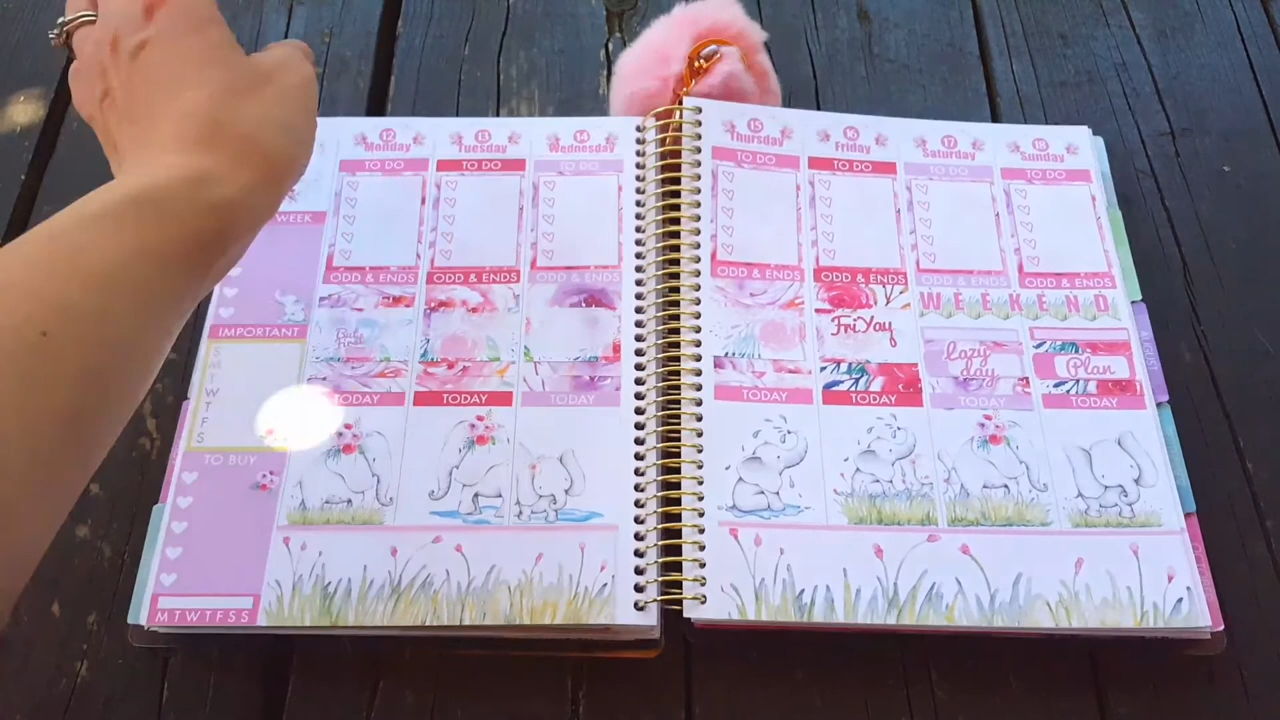 WEEK
IMPORTANT
S
M
W
T
F
S
TO BUY
MTWTFSS
12
Monday
TO DO
ODD & ENDS
TODAY
13
Tuesday
TO DO
ODD & ENDS
TODAY
14
Wednesday
TO DO
ODD & ENDS
TODAY
15
Thursday
TO DO
ODD & ENDS
TODAY
16
Friday
TO DO
ODD & ENDS
FriYay
TODAY
17
Saturday
TO DO
ODD & ENDS
WEEKEND
Lazy
day
TODAY
18
Sunday
TO DO
ODD & ENDS
Plan
TODAY
AUGUST